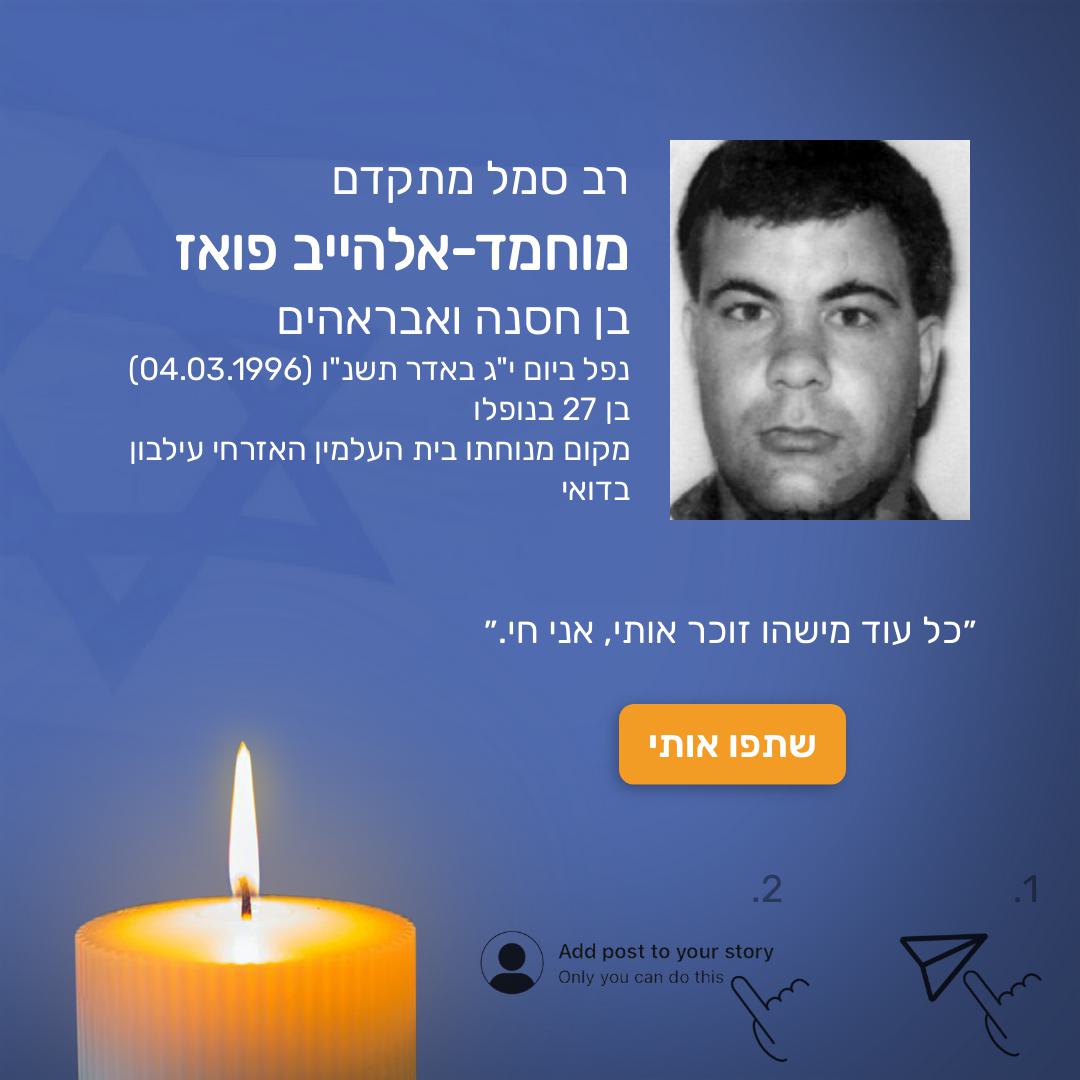 רב סמל מתקדם
מוחמד-אלהייב פואז
בן חסנה ואבראהים
נפל ביום י"ג באדר תשנ"ו (04.03.1996)
בן 27 בנופלו
מקום מנוחתו בית העלמין האזרחי עילבון
בדואי
״כל עוד מישהו זוכר אותי, אני חי.״
שתפו אותי
1.
2.
Add post to your story
Only you can do this